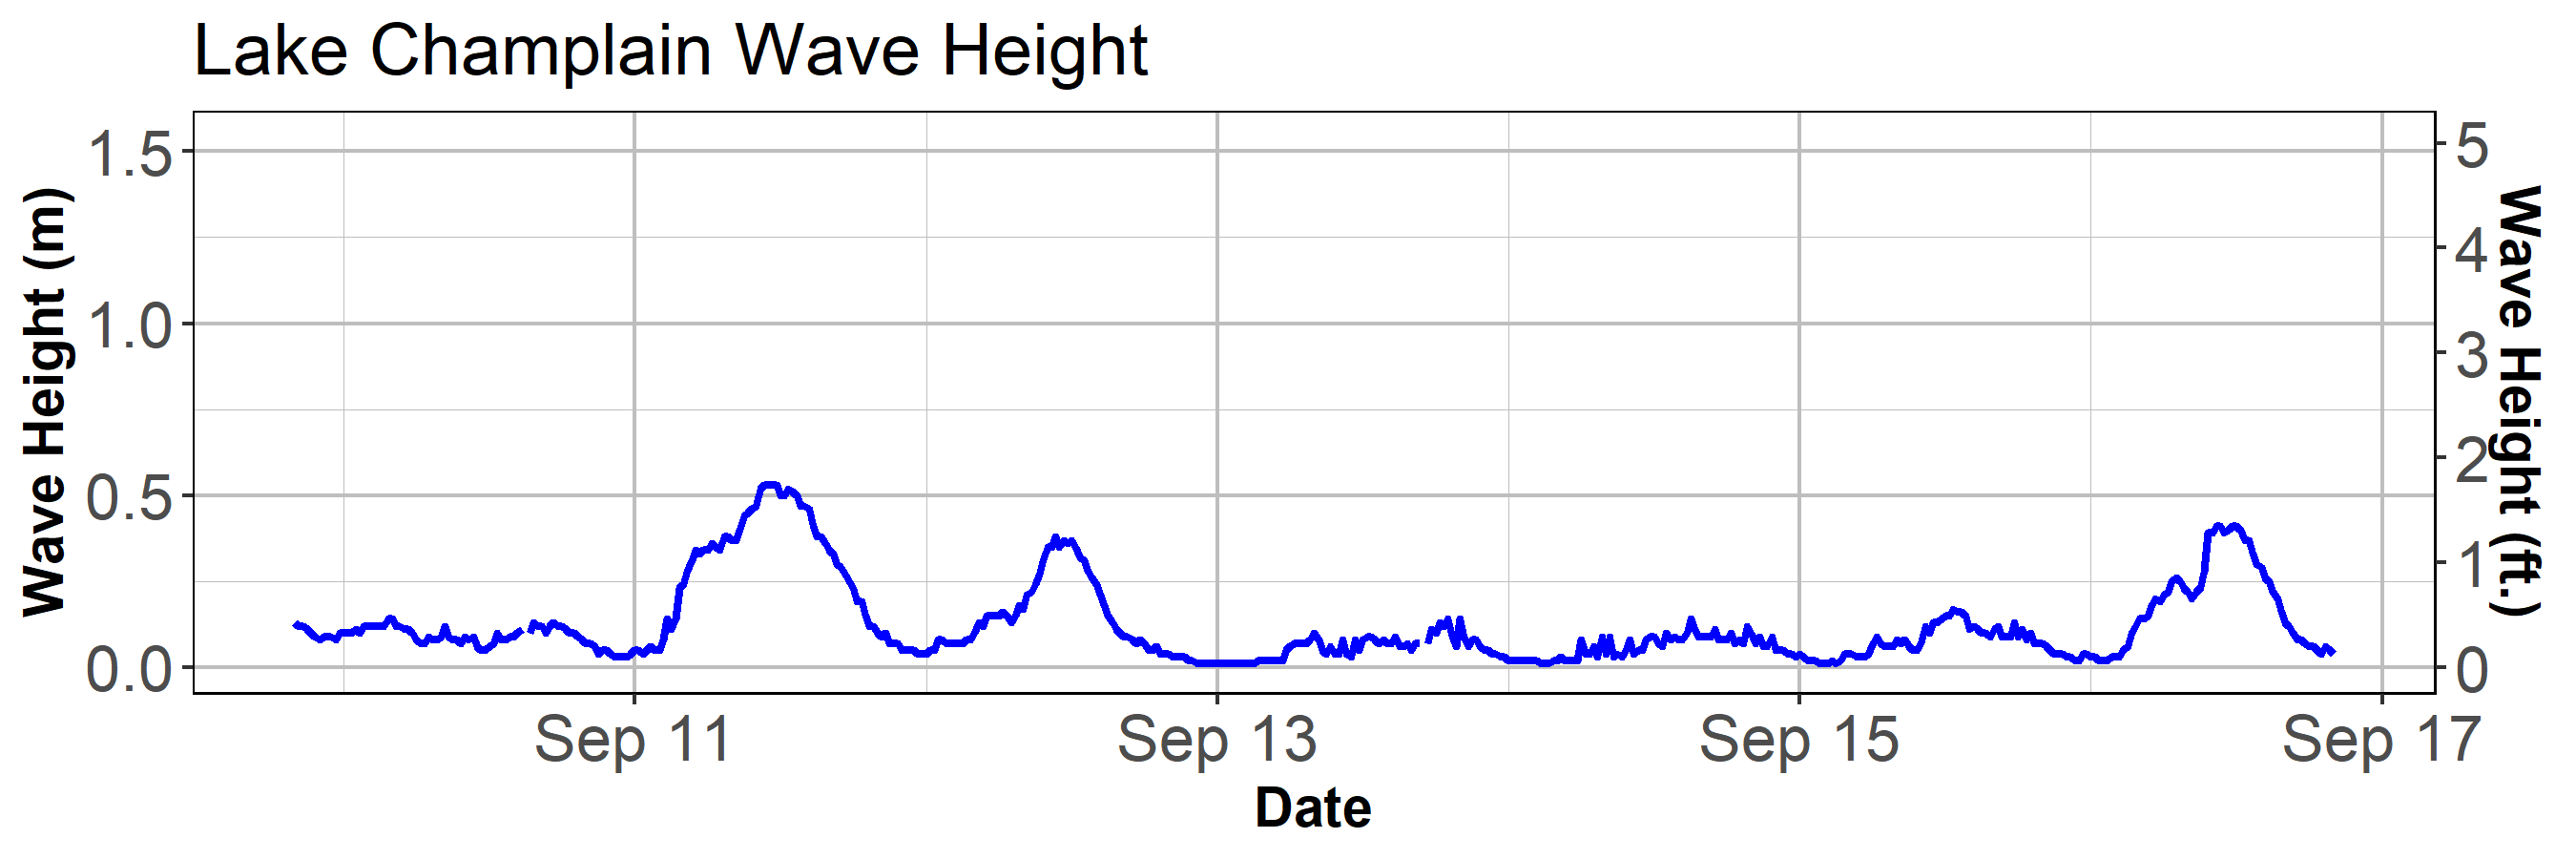 Lake Champlain Wave Height
Wave Height (m)
1.5
1.0
0.5
0.0
5
4
3
2
1
0
Wave Height (ft.)
Sep 11
Sep 13
Sep 15
Sep 17
Date